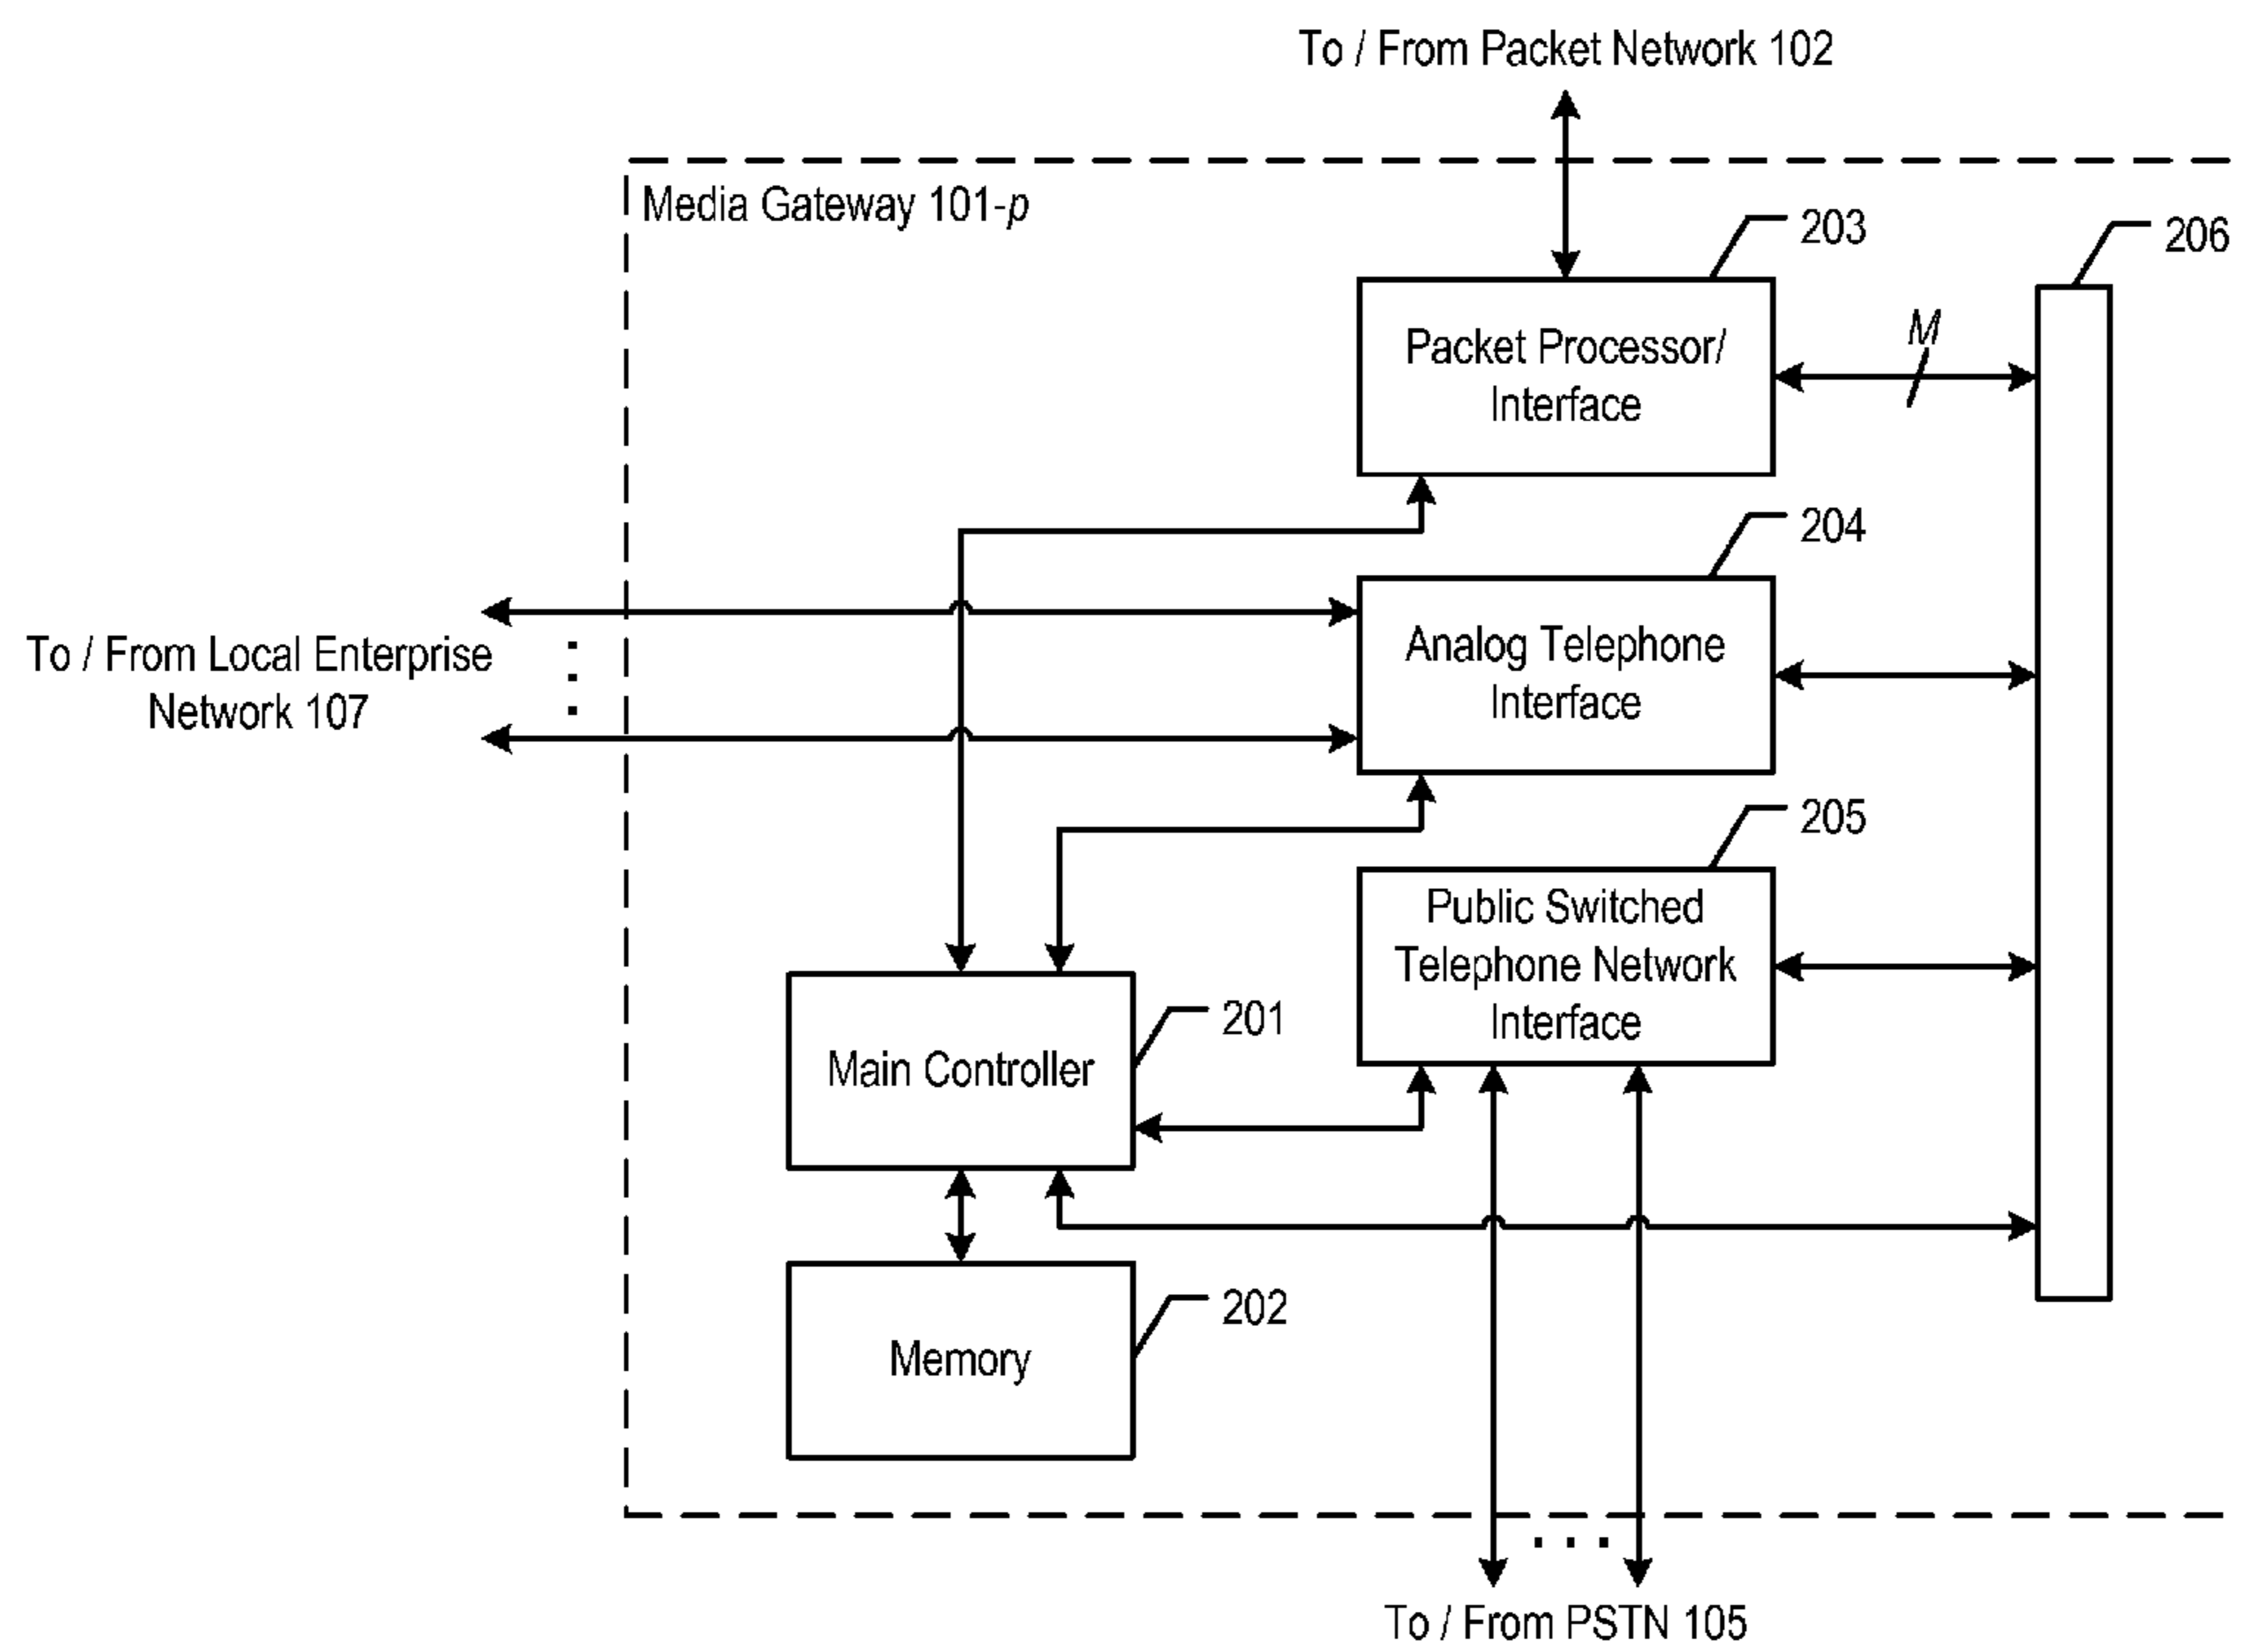 To / From Packet Network 102
Media Gateway 101-p
203
206
Packet Processor/
Interface
M
204
To / From Local Enterprise
Network 107
Analog Telephone
Interface
205
Public Switched
Telephone Network
Interface
201
Main Controller
202
Memory
To / From PSTN 105